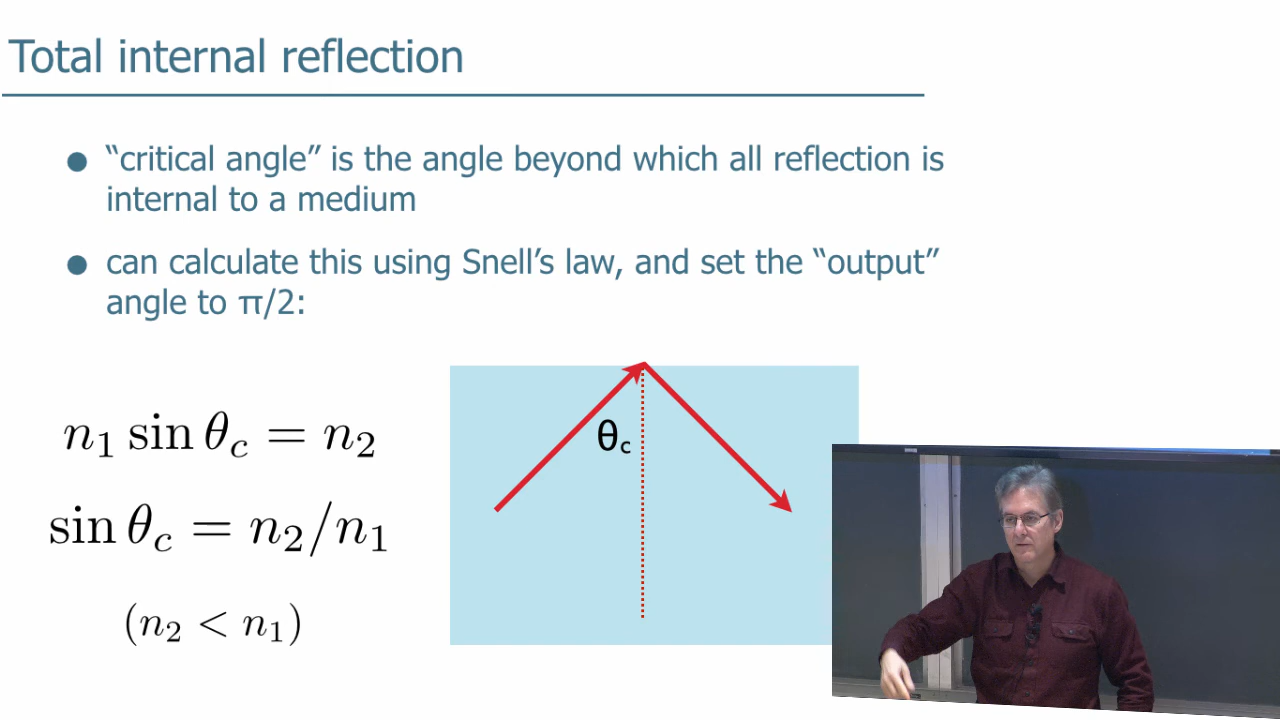 Total internal reflection
● “critical angle” is the angle beyond which all reflection is
internal to a medium
● can calculate this using Snell’s law, and set the “output”
angle to π/2:
n₁ sin θ_c = n₂
θc
sin θ_c = n₂/n₁
(n₂ < n₁)